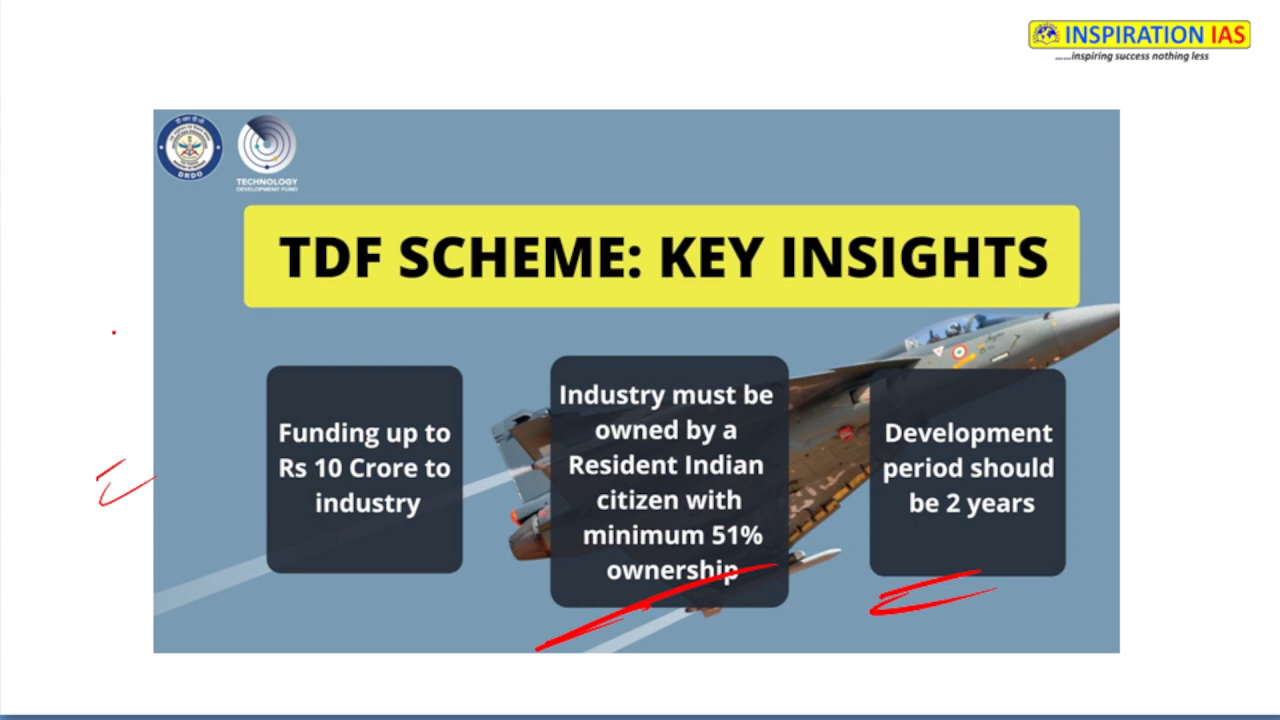 INSPIRATION IAS
......inspiring success nothing less
DRDO
TECHNOLOGY
DEVELOPMENT FUND
TDF SCHEME: KEY INSIGHTS
Funding up to
Rs 10 Crore to
industry
Industry must be
owned by a
Resident Indian
citizen with
minimum 51%
ownership
Development
period should
be 2 years